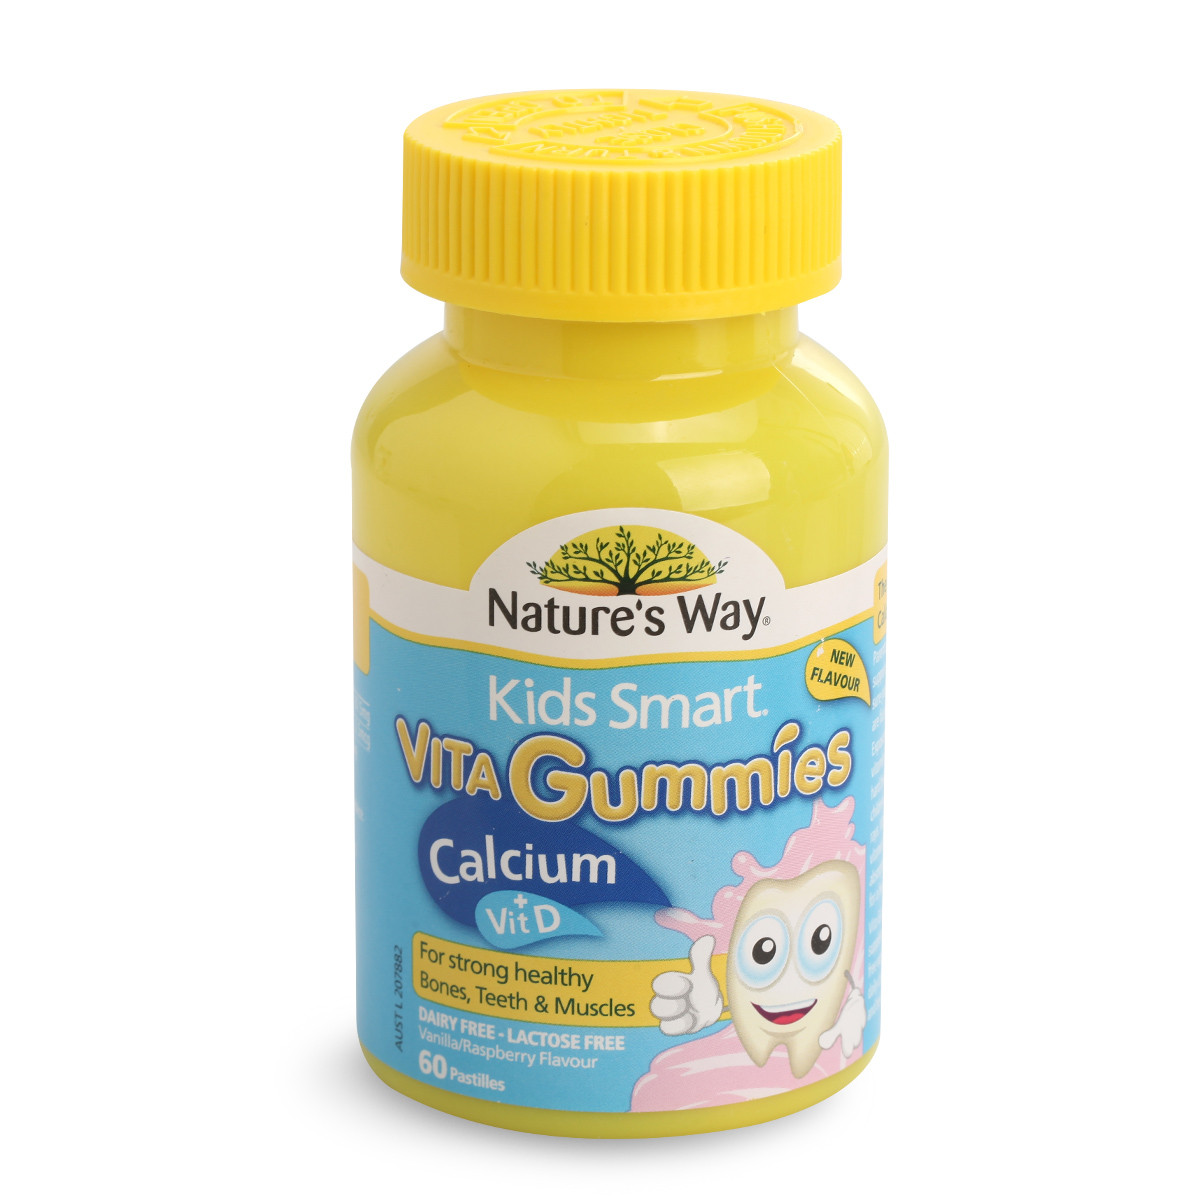 Nature's Way®
NEW
FLAVOUR
Kids Smart®
VITA GUMMIES
Calcium
+
Vit D
For strong healthy
Bones, Teeth & Muscles
DAIRY FREE - LACTOSE FREE
Vanilla/Raspberry Flavour
60 Pastilles
AUST L 207882